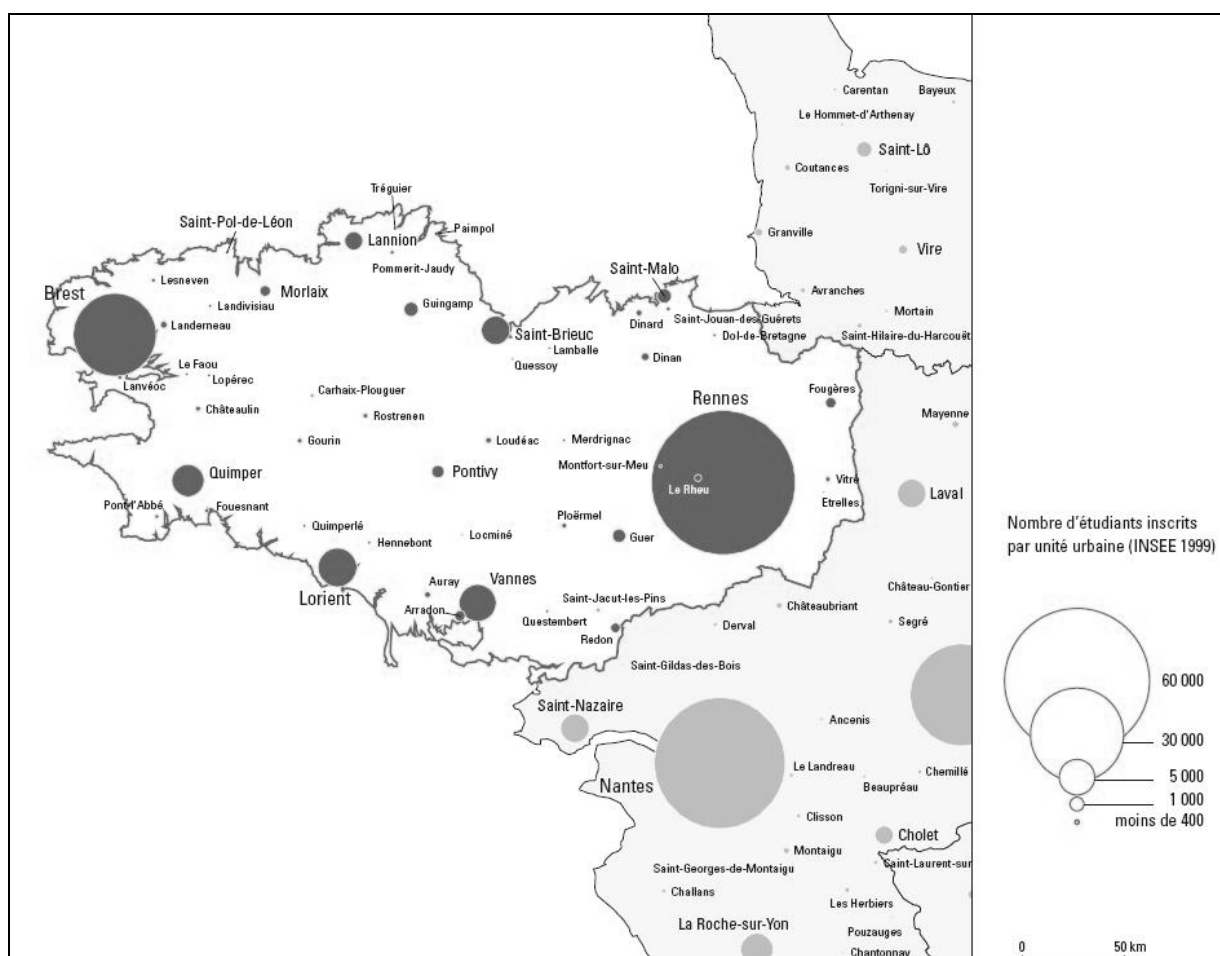 Carentan
Bayeux
Le Hommet-d'Arthenay
Saint-Lô
Coutances
Torigni-sur-Vire
Tréguier
Saint-Pol-de-Léon
Paimpol
Granville
Lannion
Vire
Pommerit-Jaudy
Saint-Malo
Lesneven
Brest
Morlaix
Avranches
Landivisiau
Guingamp
Mortain
Saint-Jouan-des-Guérets
Dinard
Landerneau
Saint-Brieuc
Dol-de-Bretagne
Saint-Hilaire-du-Harcouët
Lamballe
Dinan
Quessoy
Le Faou
Lopérec
Lanvéoc
Carhaix-Plouguer
Rennes
Fougères
Châteaulin
Rostrenen
Mayenne
Gourin
Loudéac
Merdrignac
Montfort-sur-Meu
Quimper
Pontivy
Vitré
Le Rheu
Laval
Etrelles
Pont-l'Abbé
Fouesnant
Ploërmel
Quimperlé
Locminé
Guer
Hennebont
Nombre d'étudiants inscrits
par unité urbaine (INSEE 1999)
Auray
Vannes
Château-Gontier
Lorient
Saint-Jacut-les-Pins
Châteaubriant
Arradon
Questembert
Segré
Derval
Redon
Saint-Gildas-des-Bois
60 000
Saint-Nazaire
Ancenis
30 000
Le Landreau
Chemillé
5 000
Nantes
Beaupréau
1 000
Clisson
moins de 400
Cholet
Montaigu
Saint-Georges-de-Montaigu
Saint-Laurent-sur
Challans
Les Herbiers
La Roche-sur-Yon
Pouzauges
Chantonnay
0
50 km